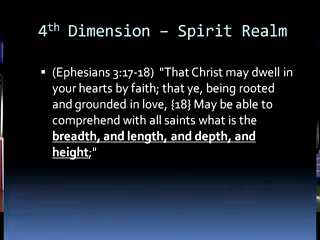 4th Dimension – Spirit Realm
(Ephesians 3:17-18) "That Christ may dwell in
your hearts by faith; that ye, being rooted
and grounded in love, {18} May be able to
comprehend with all saints what is the
breadth, and length, and depth, and
height;"